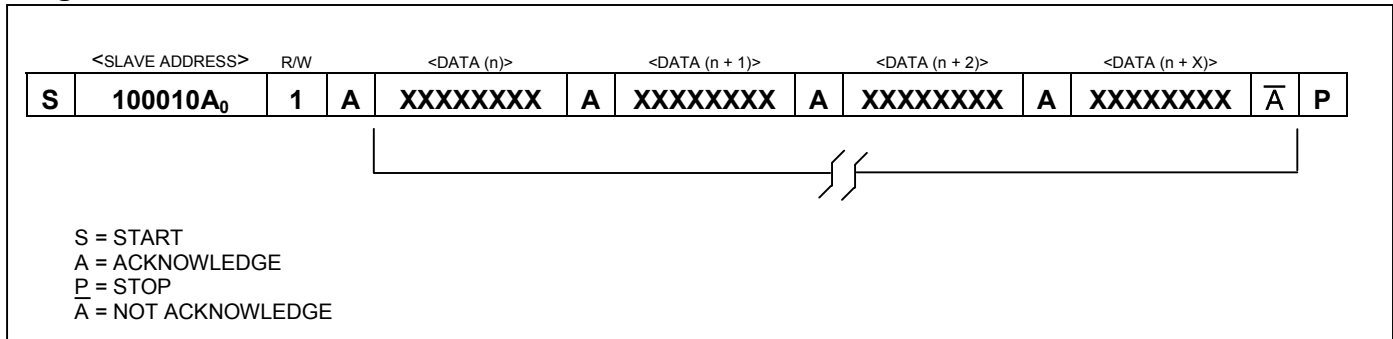 <SLAVE ADDRESS> R/W <DATA (n)> <DATA (n + 1)> <DATA (n + 2)> <DATA (n + X)>
S 100010A₀ 1 A XXXXXXXX A XXXXXXXX A XXXXXXXX A XXXXXXXX A̅ P
S = START
A = ACKNOWLEDGE
P = STOP
A̅ = NOT ACKNOWLEDGE